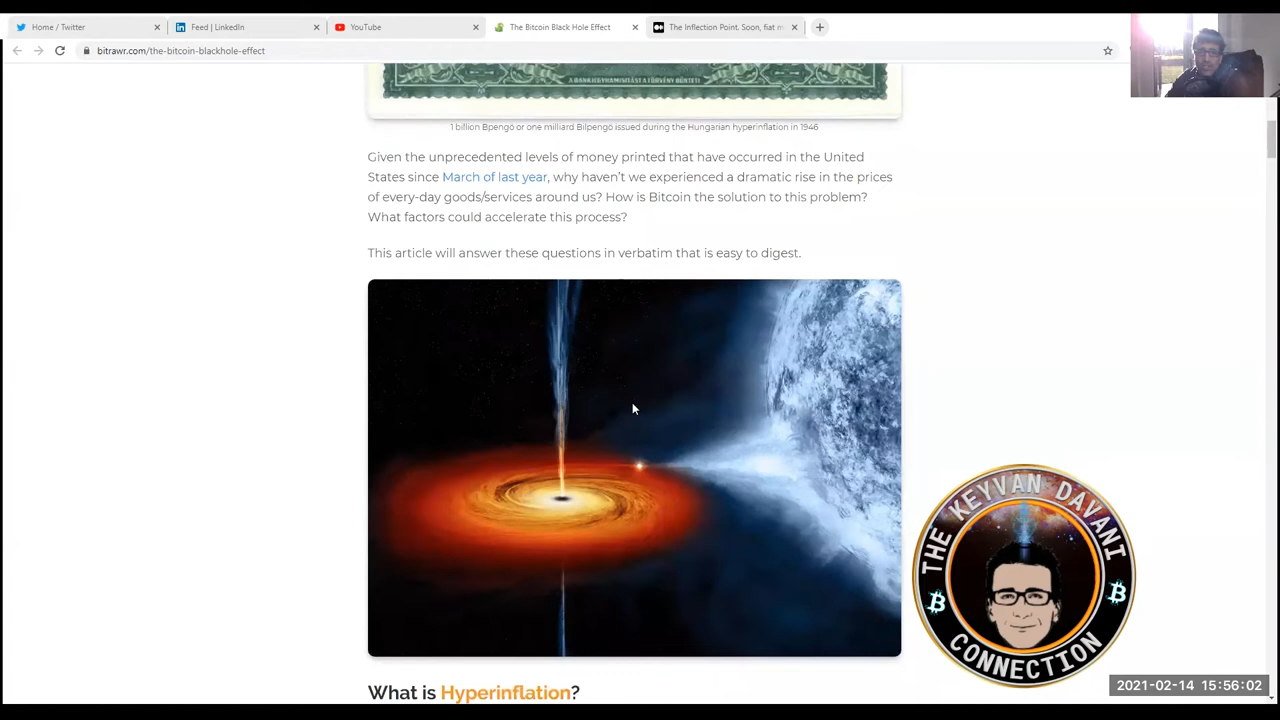 Home / Twitter
Feed | LinkedIn
YouTube
The Bitcoin Black Hole Effect
The Inflection Point. Soon, fiat m
bitrawr.com/the-bitcoin-blackhole-effect
A BANKJEGYHAMISITÁST A TÖRVÉNY BÜNTETI
1 billion Bpengő or one milliard Bilpengő issued during the Hungarian hyperinflation in 1946
Given the unprecedented levels of money printed that have occurred in the United
States since March of last year, why haven't we experienced a dramatic rise in the prices
of every-day goods/services around us? How is Bitcoin the solution to this problem?
What factors could accelerate this process?
This article will answer these questions in verbatim that is easy to digest.
THE KEYVAN DAVANI
CONNECTION
What is Hyperinflation?
2021-02-14 15:56:02